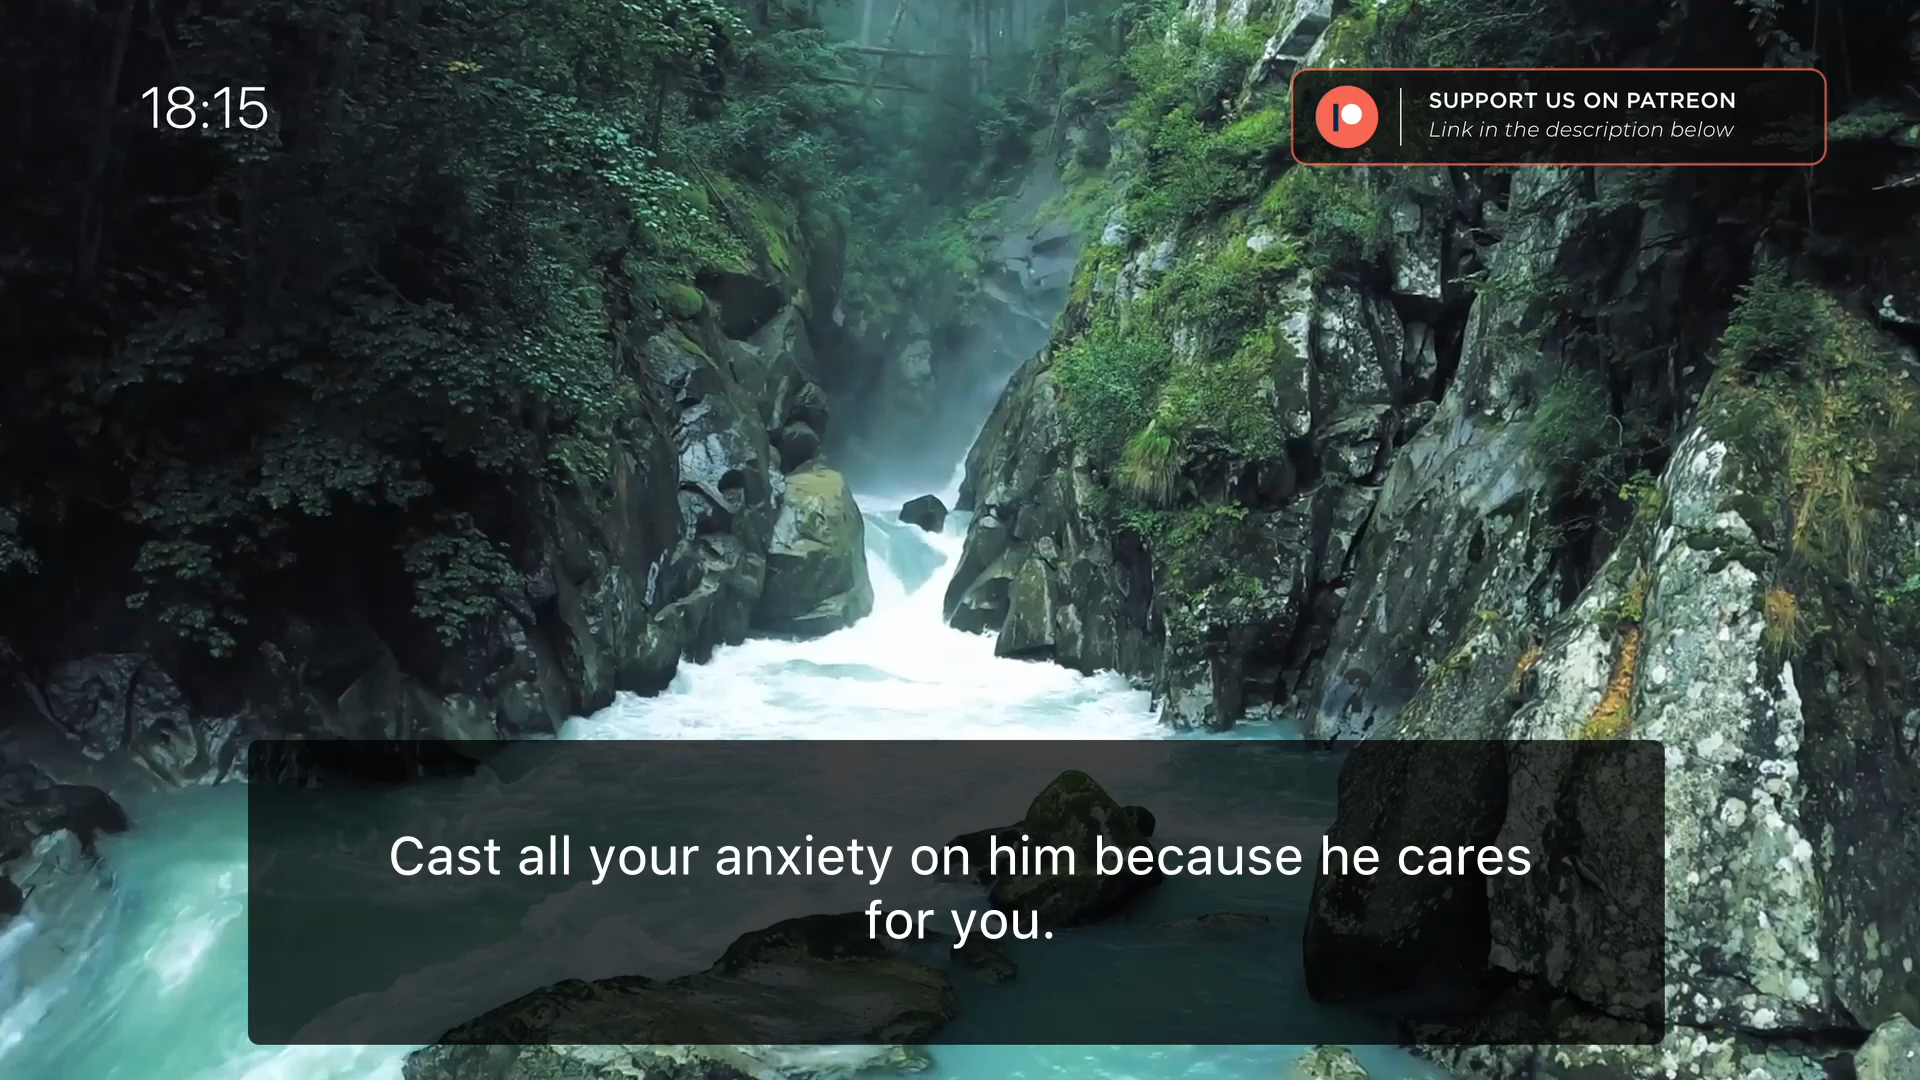 18:15
SUPPORT US ON PATREON
Link in the description below
Cast all your anxiety on him because he cares
for you.